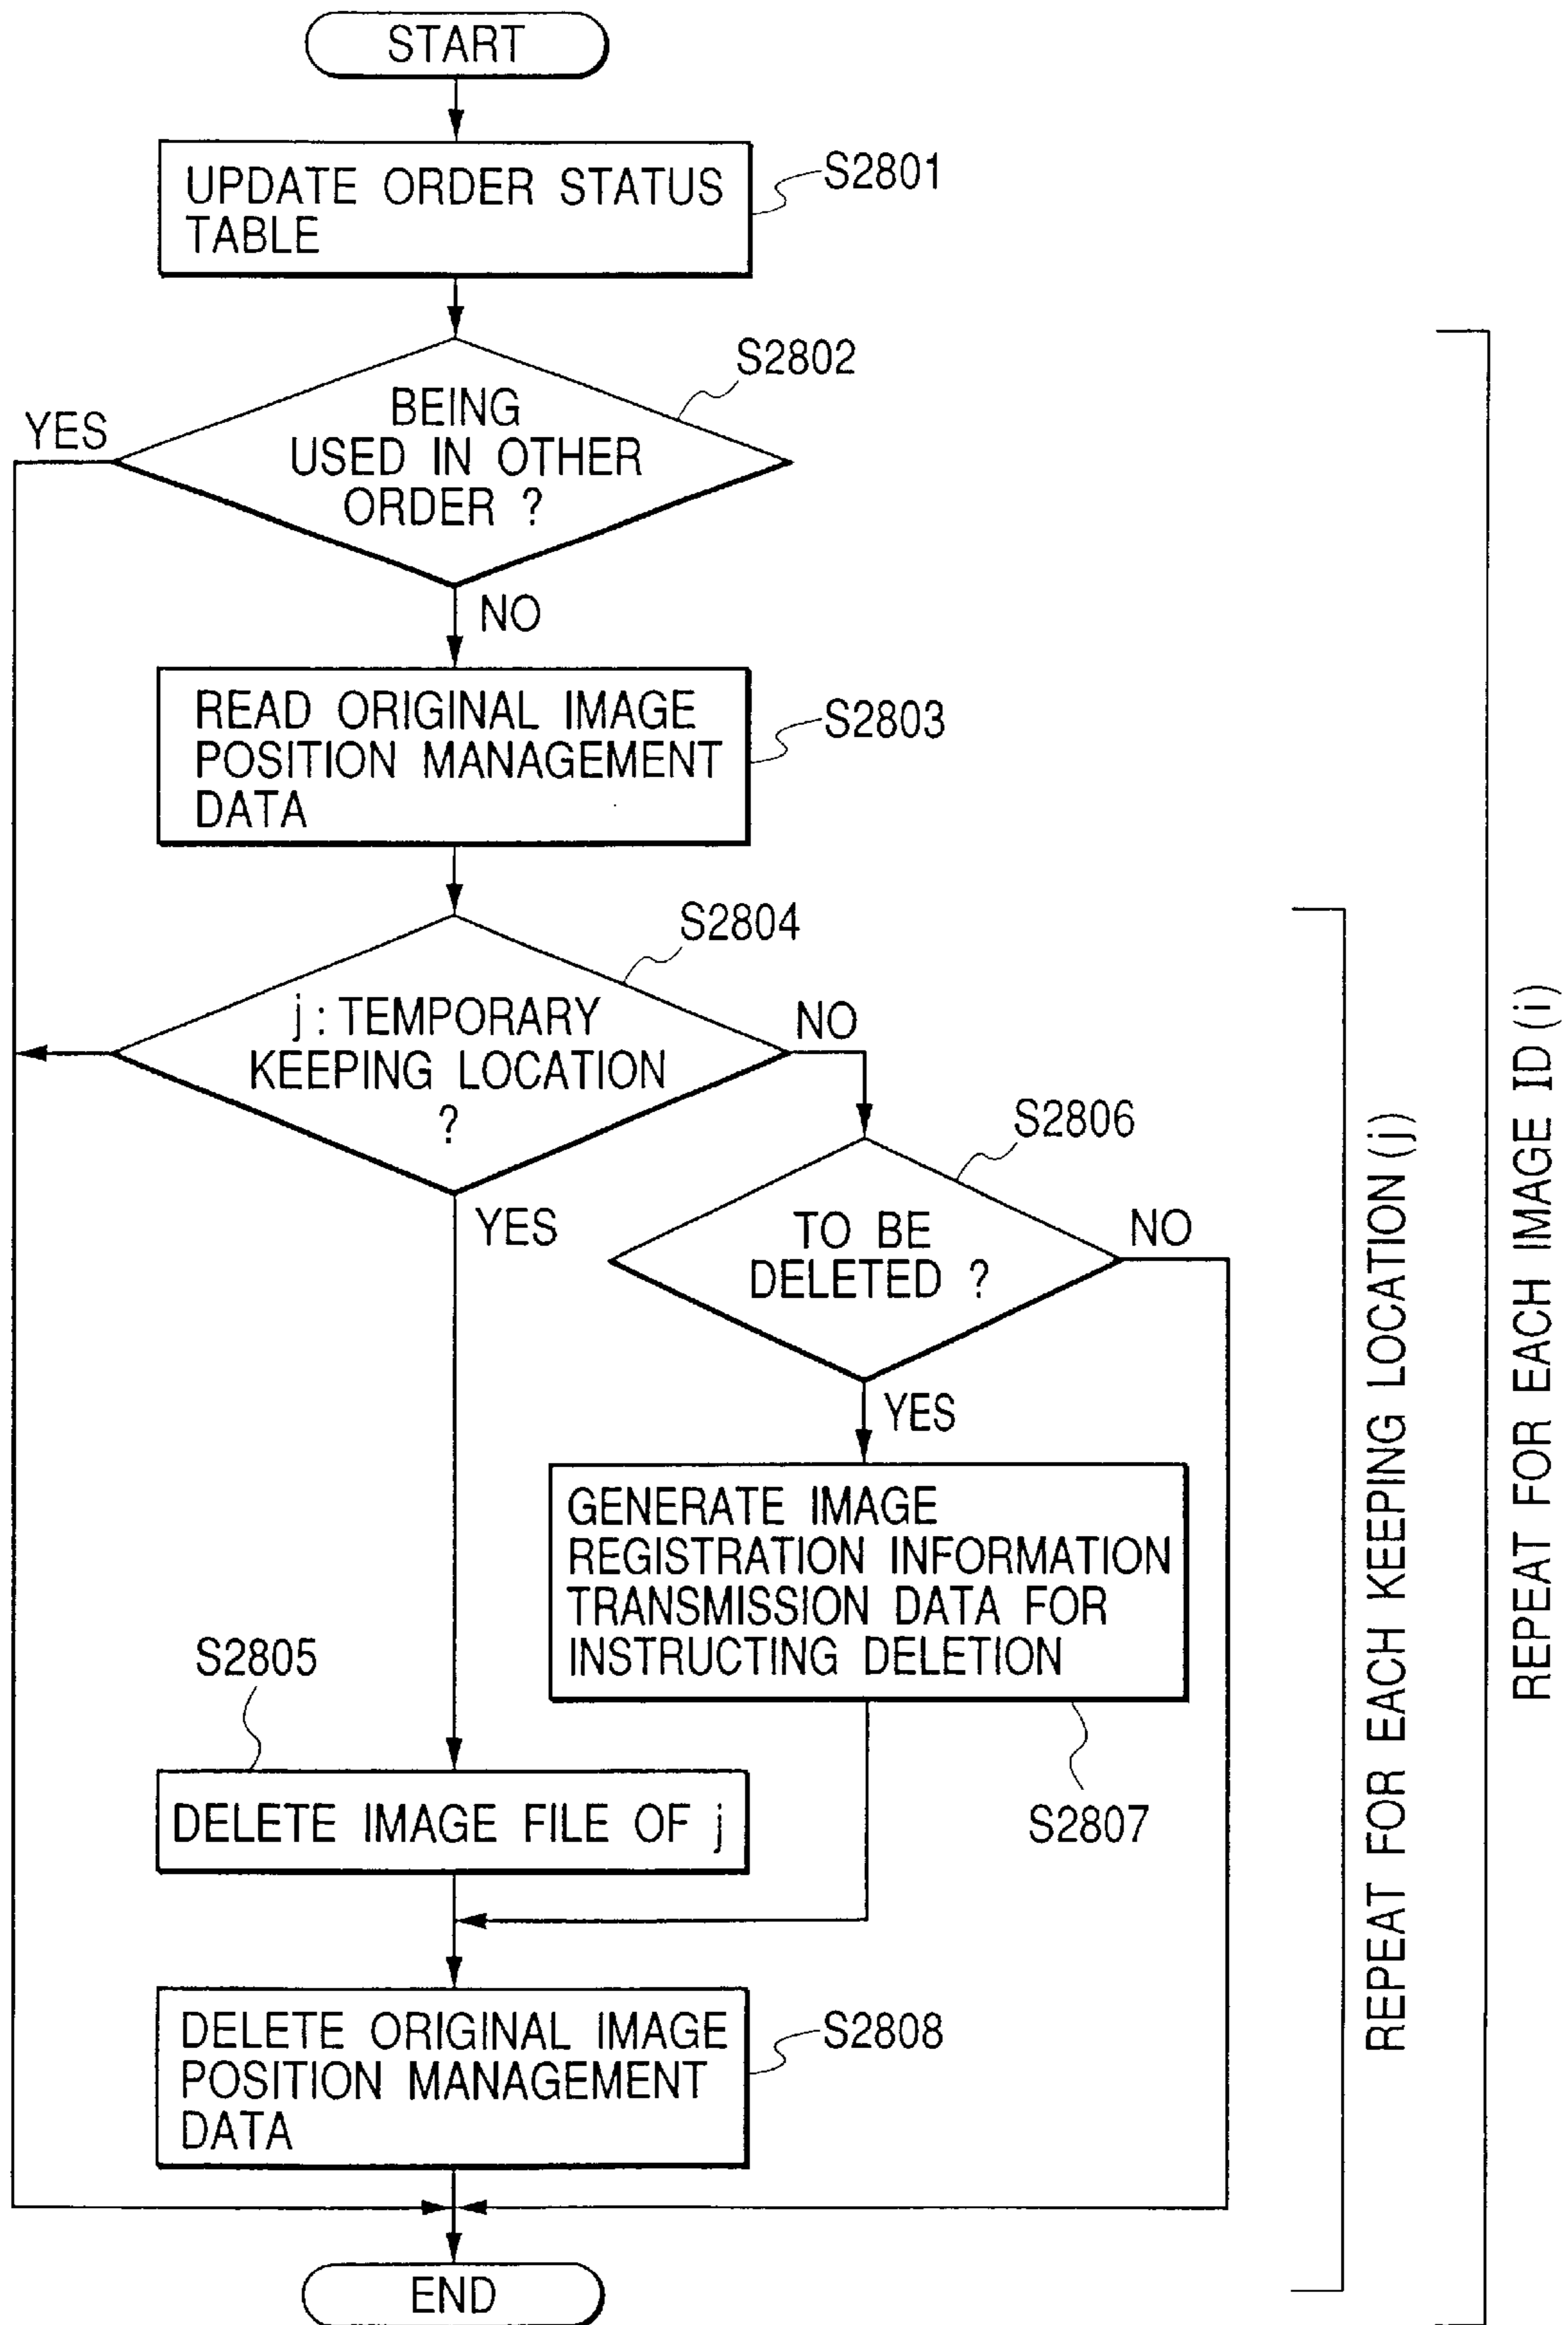 START
UPDATE ORDER STATUS
TABLE
S2801
S2802
BEING
USED IN OTHER
ORDER ?
YES
NO
READ ORIGINAL IMAGE
POSITION MANAGEMENT
DATA
S2803
S2804
j : TEMPORARY
KEEPING LOCATION
?
NO
YES
S2806
TO BE
DELETED ?
NO
YES
GENERATE IMAGE
REGISTRATION INFORMATION
TRANSMISSION DATA FOR
INSTRUCTING DELETION
S2807
S2805
DELETE IMAGE FILE OF j
DELETE ORIGINAL IMAGE
POSITION MANAGEMENT
DATA
S2808
END
REPEAT FOR EACH KEEPING LOCATION (j)
REPEAT FOR EACH IMAGE ID (i)